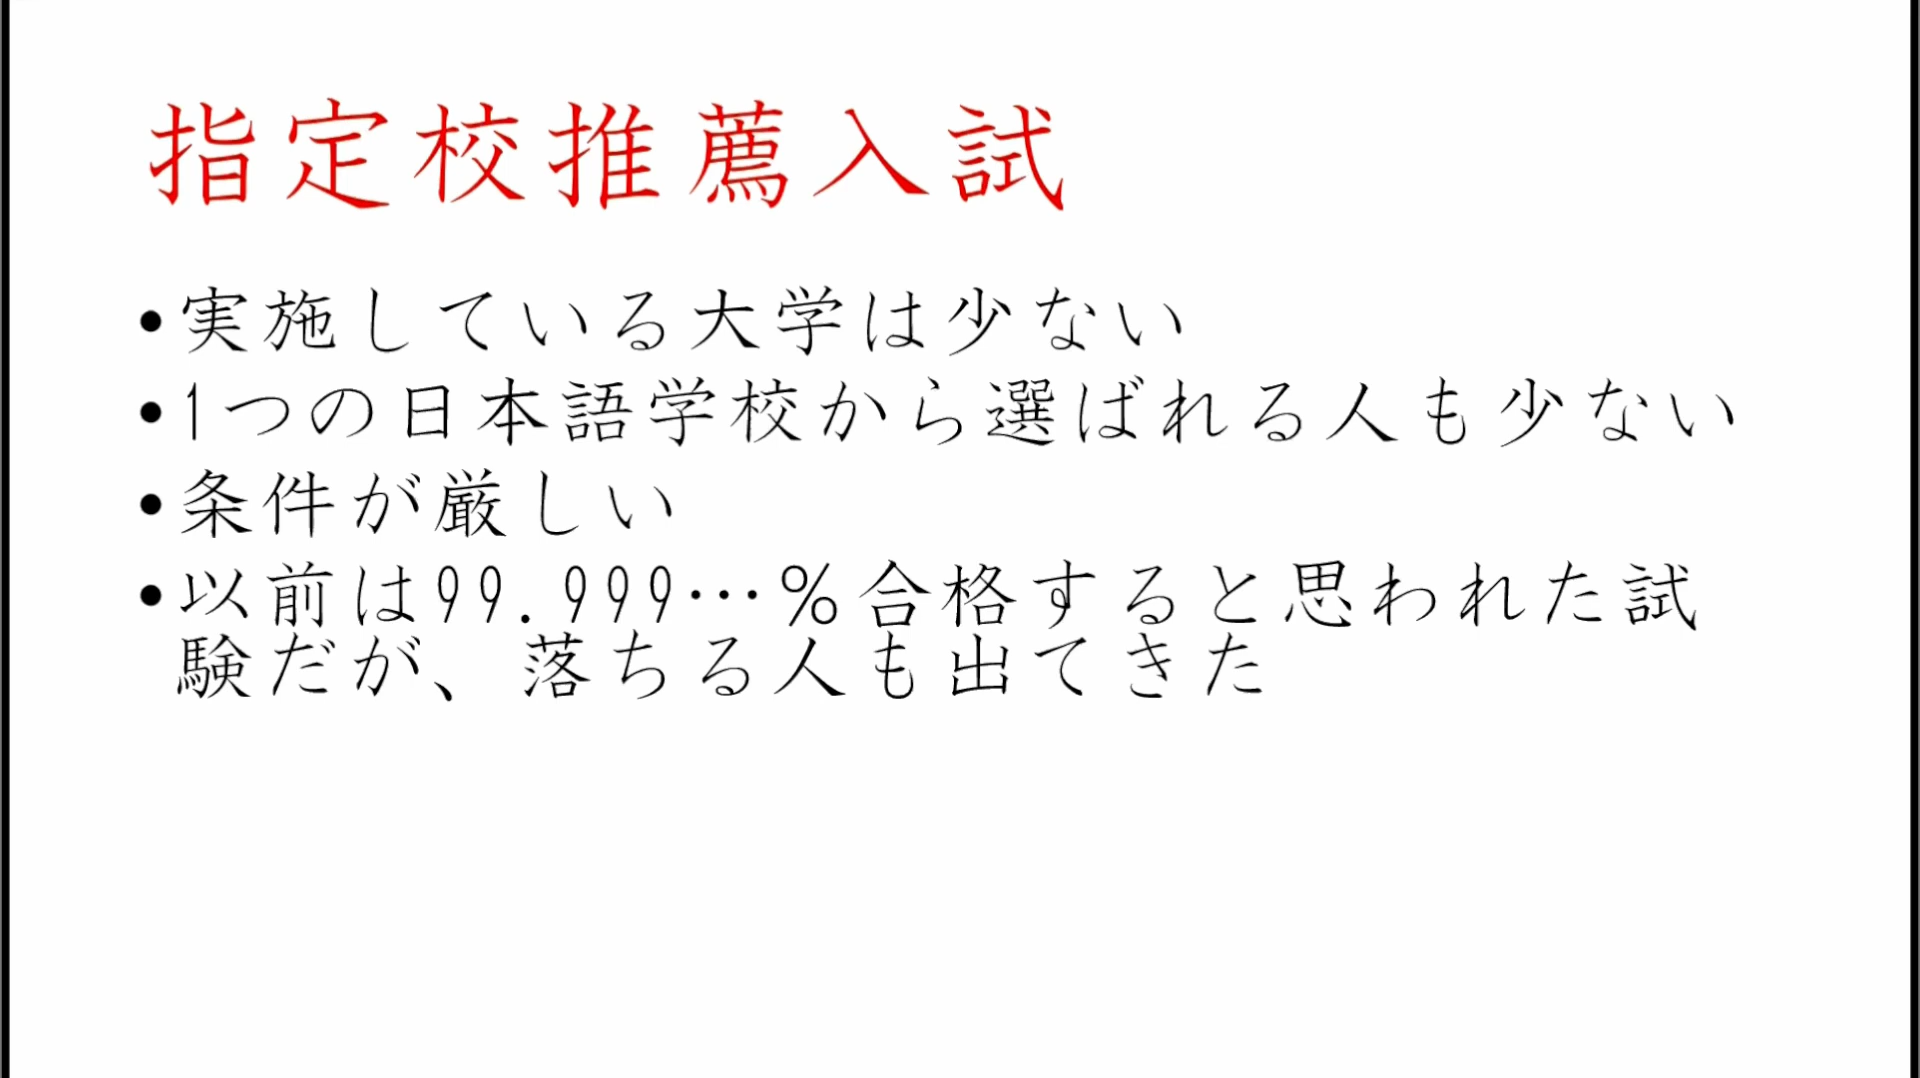 指定校推薦入試
•実施している大学は少ない
•1つの日本語学校から選ばれる人も少ない
•条件が厳しい
•以前は99.999…%合格すると思われた試
験だが、落ちる人も出てきた